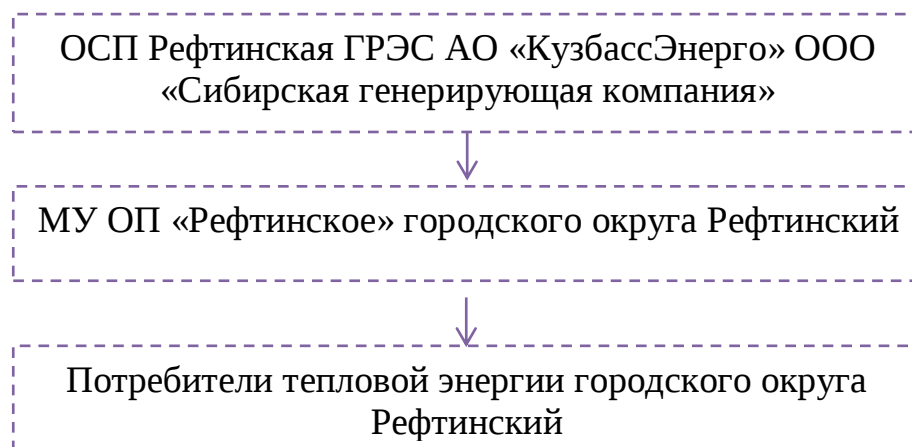 ОСП Рефтинская ГРЭС АО «КузбассЭнерго» ООО
«Сибирская генерирующая компания»
МУ ОП «Рефтинское» городского округа Рефтинский
Потребители тепловой энергии городского округа
Рефтинский